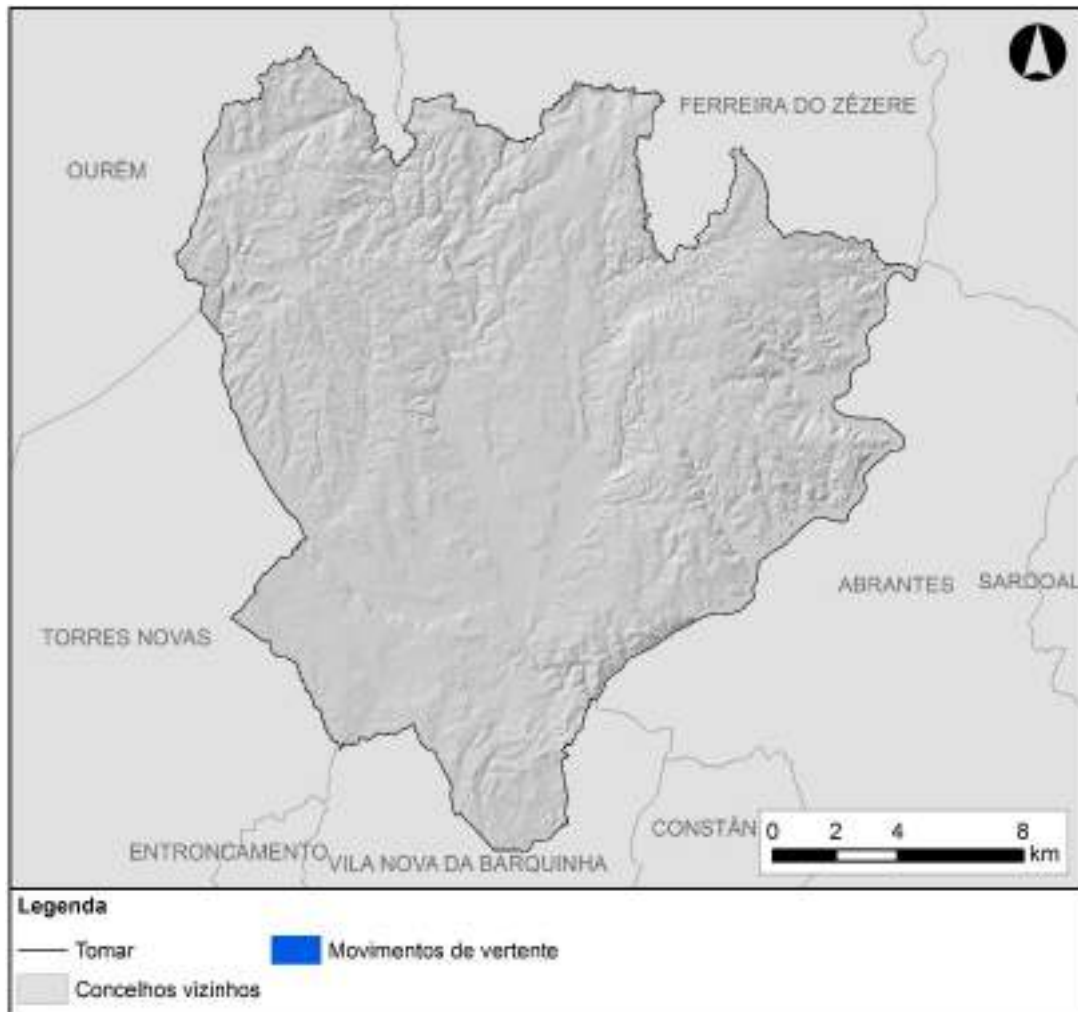 FERREIRA DO ZÊZERE
OURÉM
ABRANTES
SARDOAL
TORRES NOVAS
CONSTÂN
0 2 4 8
km
ENTRONCAMENTO
VILA NOVA DA BARQUINHA
Legenda
Tomar
Movimentos de vertente
Concelhos vizinhos